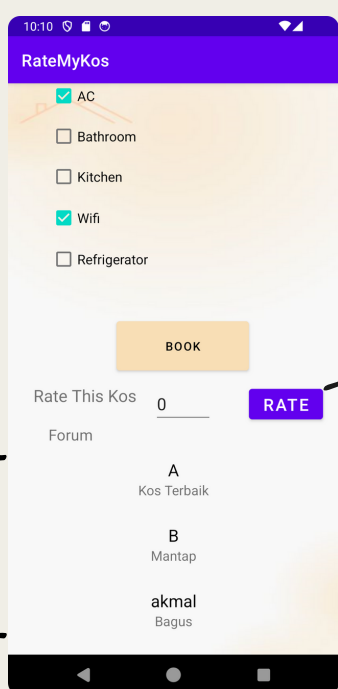 10:10
RateMyKos
AC
Bathroom
Kitchen
Wifi
Refrigerator
BOOK
Rate This Kos 0 RATE
Forum
A
Kos Terbaik
B
Mantap
akmal
Bagus